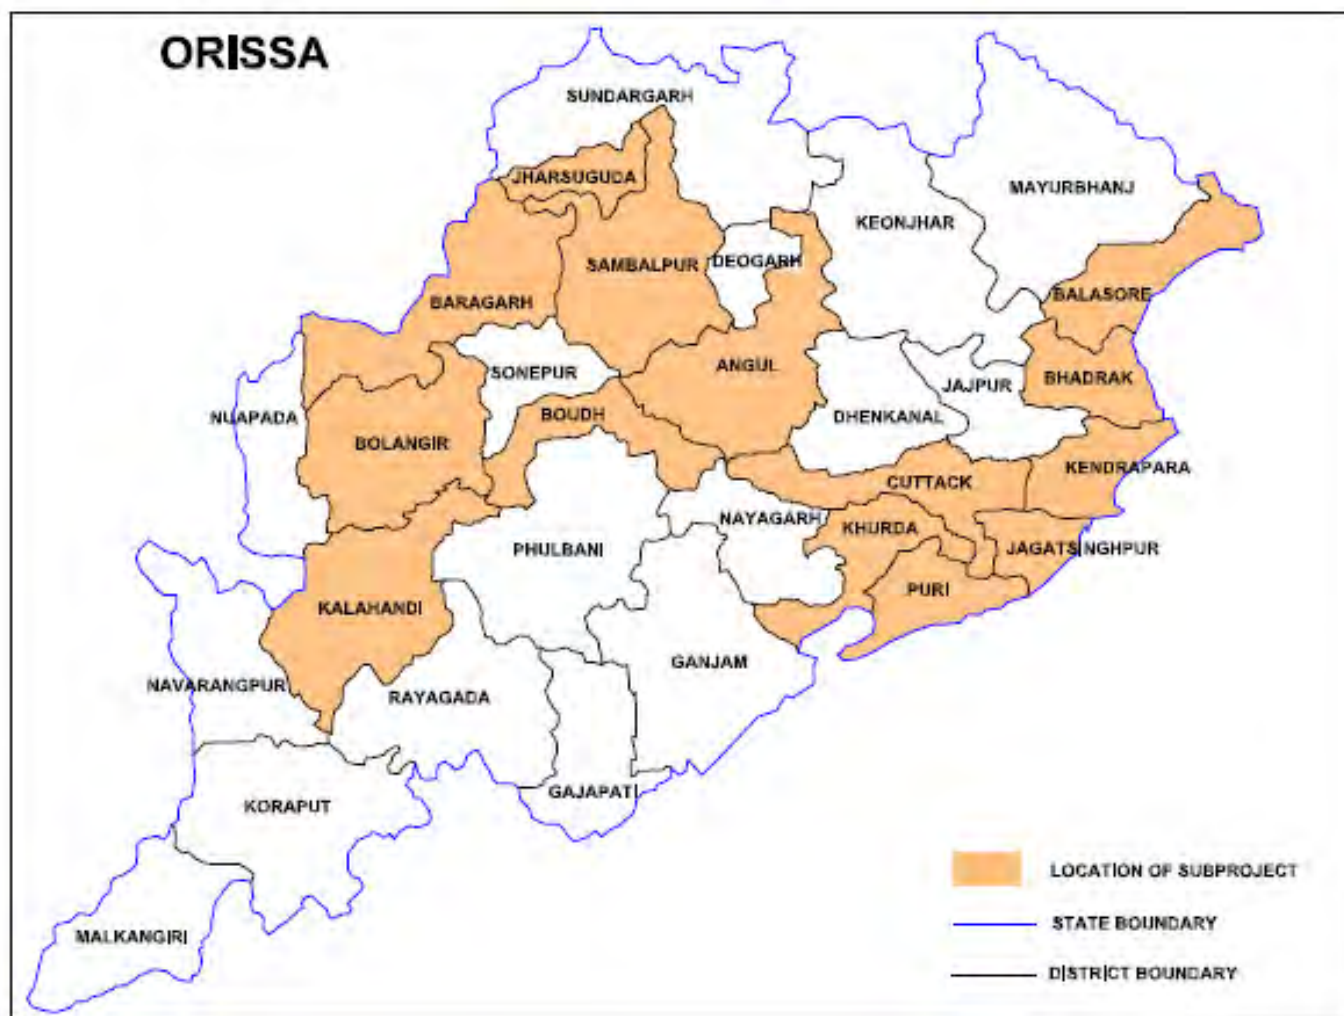 ORISSA
SUNDARGARH
JHARSUGUDA
MAYURBHANJ
KEONJHAR
DEOGARH
SAMBALPUR
BALASORE
BARAGARH
ANGUL
SONEPUR
BHADRAK
JAJPUR
NUAPADA
BOUDH
DHENKANAL
BOLANGIR
KENDRAPARA
CUTTACK
NAYAGARH
KHURDA
PHULBANI
JAGATSINGHPUR
PURI
KALAHANDI
GANJAM
NAVARANGPUR
RAYAGADA
GAJAPATI
KORAPUT
LOCATION OF SUBPROJECT
STATE BOUNDARY
MALKANGIRI
DISTRICT BOUNDARY